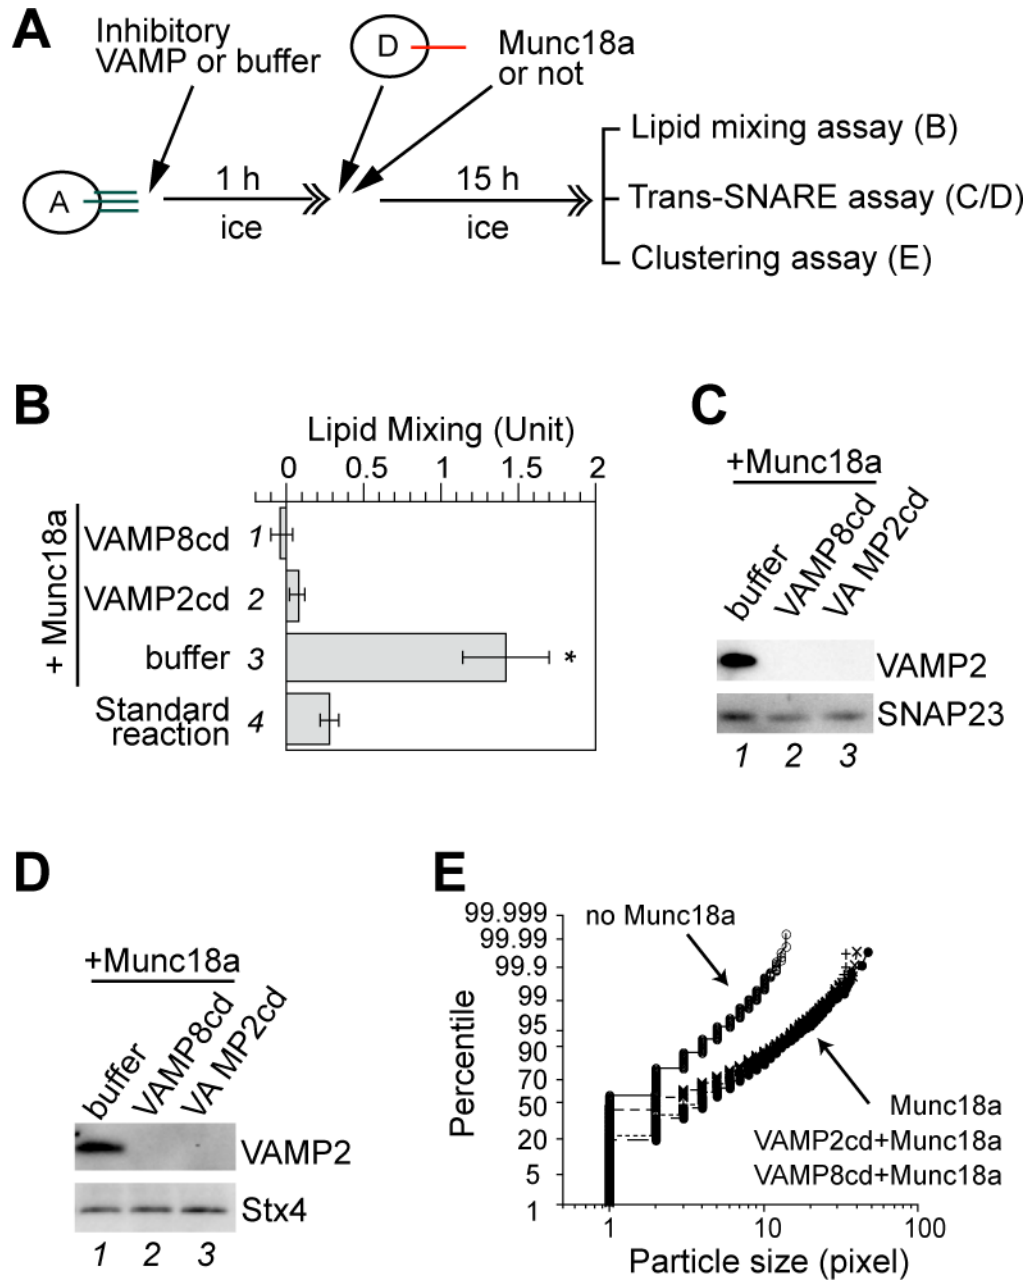 A
Inhibitory
VAMP or buffer
D
Munc18a
or not
A
1 h
ice
15 h
ice
Lipid mixing assay (B)
Trans-SNARE assay (C/D)
Clustering assay (E)
B
Lipid Mixing (Unit)
0 0.5 1 1.5 2
+ Munc18a
VAMP8cd 1
VAMP2cd 2
buffer 3
*
Standard
reaction 4
C
+Munc18a
buffer
VAMP8cd
VA MP2cd
VAMP2
SNAP23
1 2 3
D
+Munc18a
buffer
VAMP8cd
VA MP2cd
VAMP2
Stx4
1 2 3
E
Percentile
99.999
99.99
99.9
99
95
90
70
50
20
5
1
no Munc18a
Munc18a
VAMP2cd+Munc18a
VAMP8cd+Munc18a
1 10 100
Particle size (pixel)